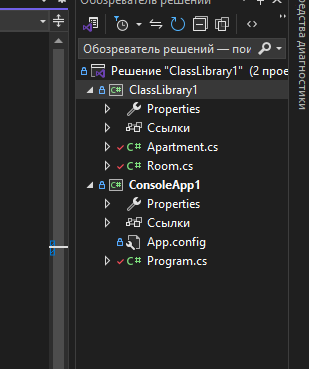 Обозреватель решений
Обозреватель решений — пои
Решение "ClassLibrary1" (2 прое
C# ClassLibrary1
Properties
Ссылки
C# Apartment.cs
C# Room.cs
C# ConsoleApp1
Properties
Ссылки
App.config
C# Program.cs
редства диагностики